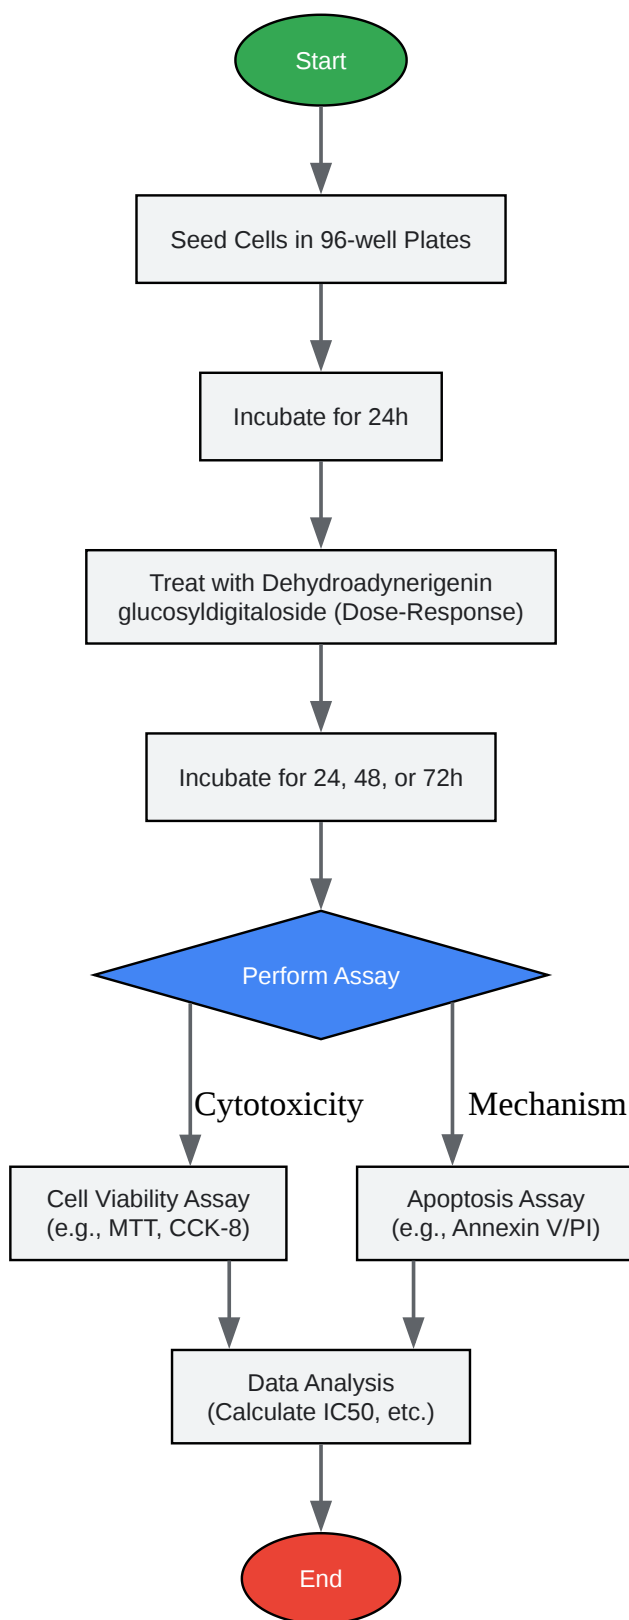 Start
Seed Cells in 96-well Plates
Incubate for 24h
Treat with Dehydroadynerigenin
glucosyldigitaloside (Dose-Response)
Incubate for 24, 48, or 72h
Perform Assay
Cytotoxicity
Mechanism
Cell Viability Assay
(e.g., MTT, CCK-8)
Apoptosis Assay
(e.g., Annexin V/PI)
Data Analysis
(Calculate IC50, etc.)
End